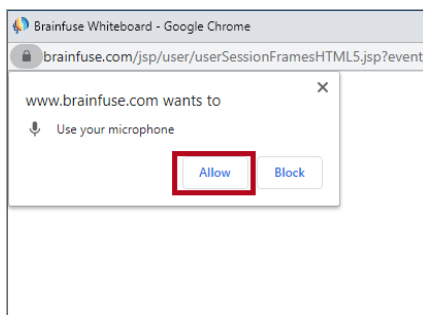 Brainfuse Whiteboard - Google Chrome
brainfuse.com/jsp/user/userSessionFramesHTML5.jsp?event
www.brainfuse.com wants to
Use your microphone
Allow Block